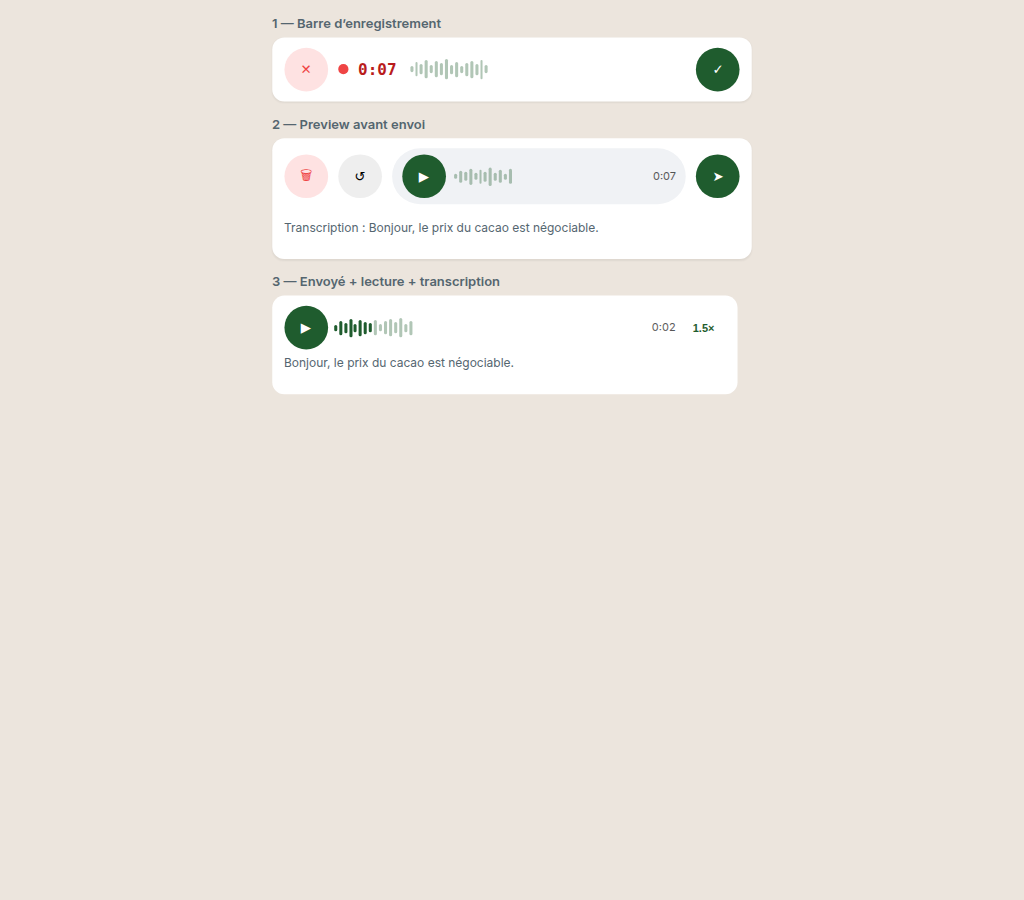 1 — Barre d’enregistrement
✕ 0:07 ✓
2 — Preview avant envoi
↺ ▶ 0:07 ➤
Transcription : Bonjour, le prix du cacao est négociable.
3 — Envoyé + lecture + transcription
▶ 0:02 1.5×
Bonjour, le prix du cacao est négociable.